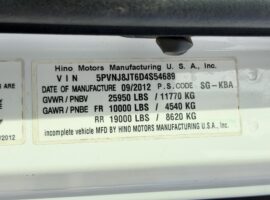 Hino Motors Manufacturing U. S. A., Inc.
V I N 5PVNJ8JT6D4S54689
DATE OF MANUFACTURE 09/2012 P.S. CODE SG-KBA
GVWR / PNBV 25950 LBS / 11770 KG
GAWR / PNBE FR 10000 LBS / 4540 KG
RR 19000 LBS / 8620 KG
incomplete vehicle MFD BY HINO MOTORS MANUFACTURING U.S.A., INC.
2012